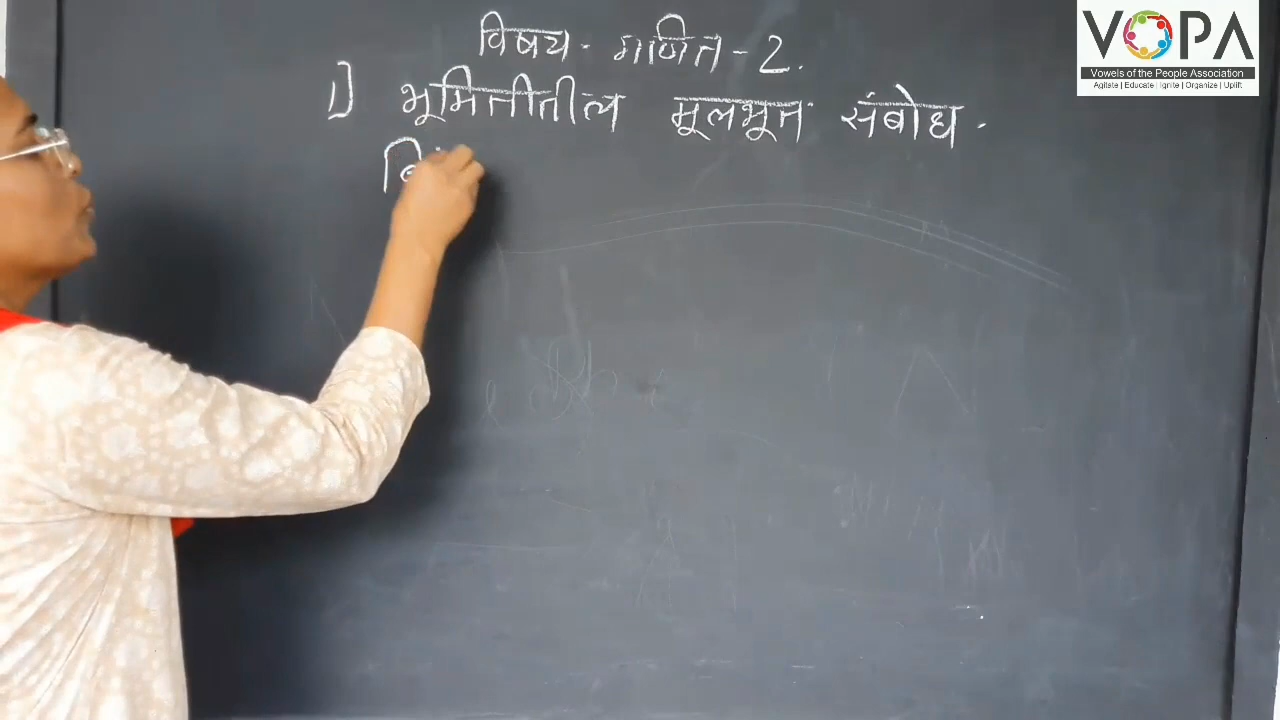 विषय - गणित - 2.
1) भूमितीतील मूलभूत संबोध -
VOPA
Vowels of the People Association
Agitate | Educate | Ignite | Organize | Uplift